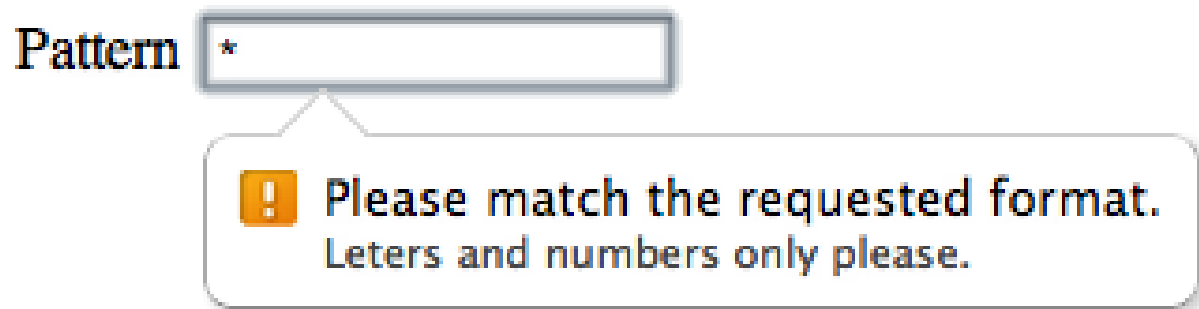 Pattern *
Please match the requested format.
Leters and numbers only please.